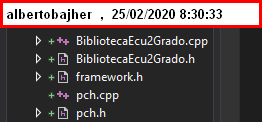 albertobajher , 25/02/2020 8:30:33
BibliotecaEcu2Grado.cpp
BibliotecaEcu2Grado.h
framework.h
pch.cpp
pch.h